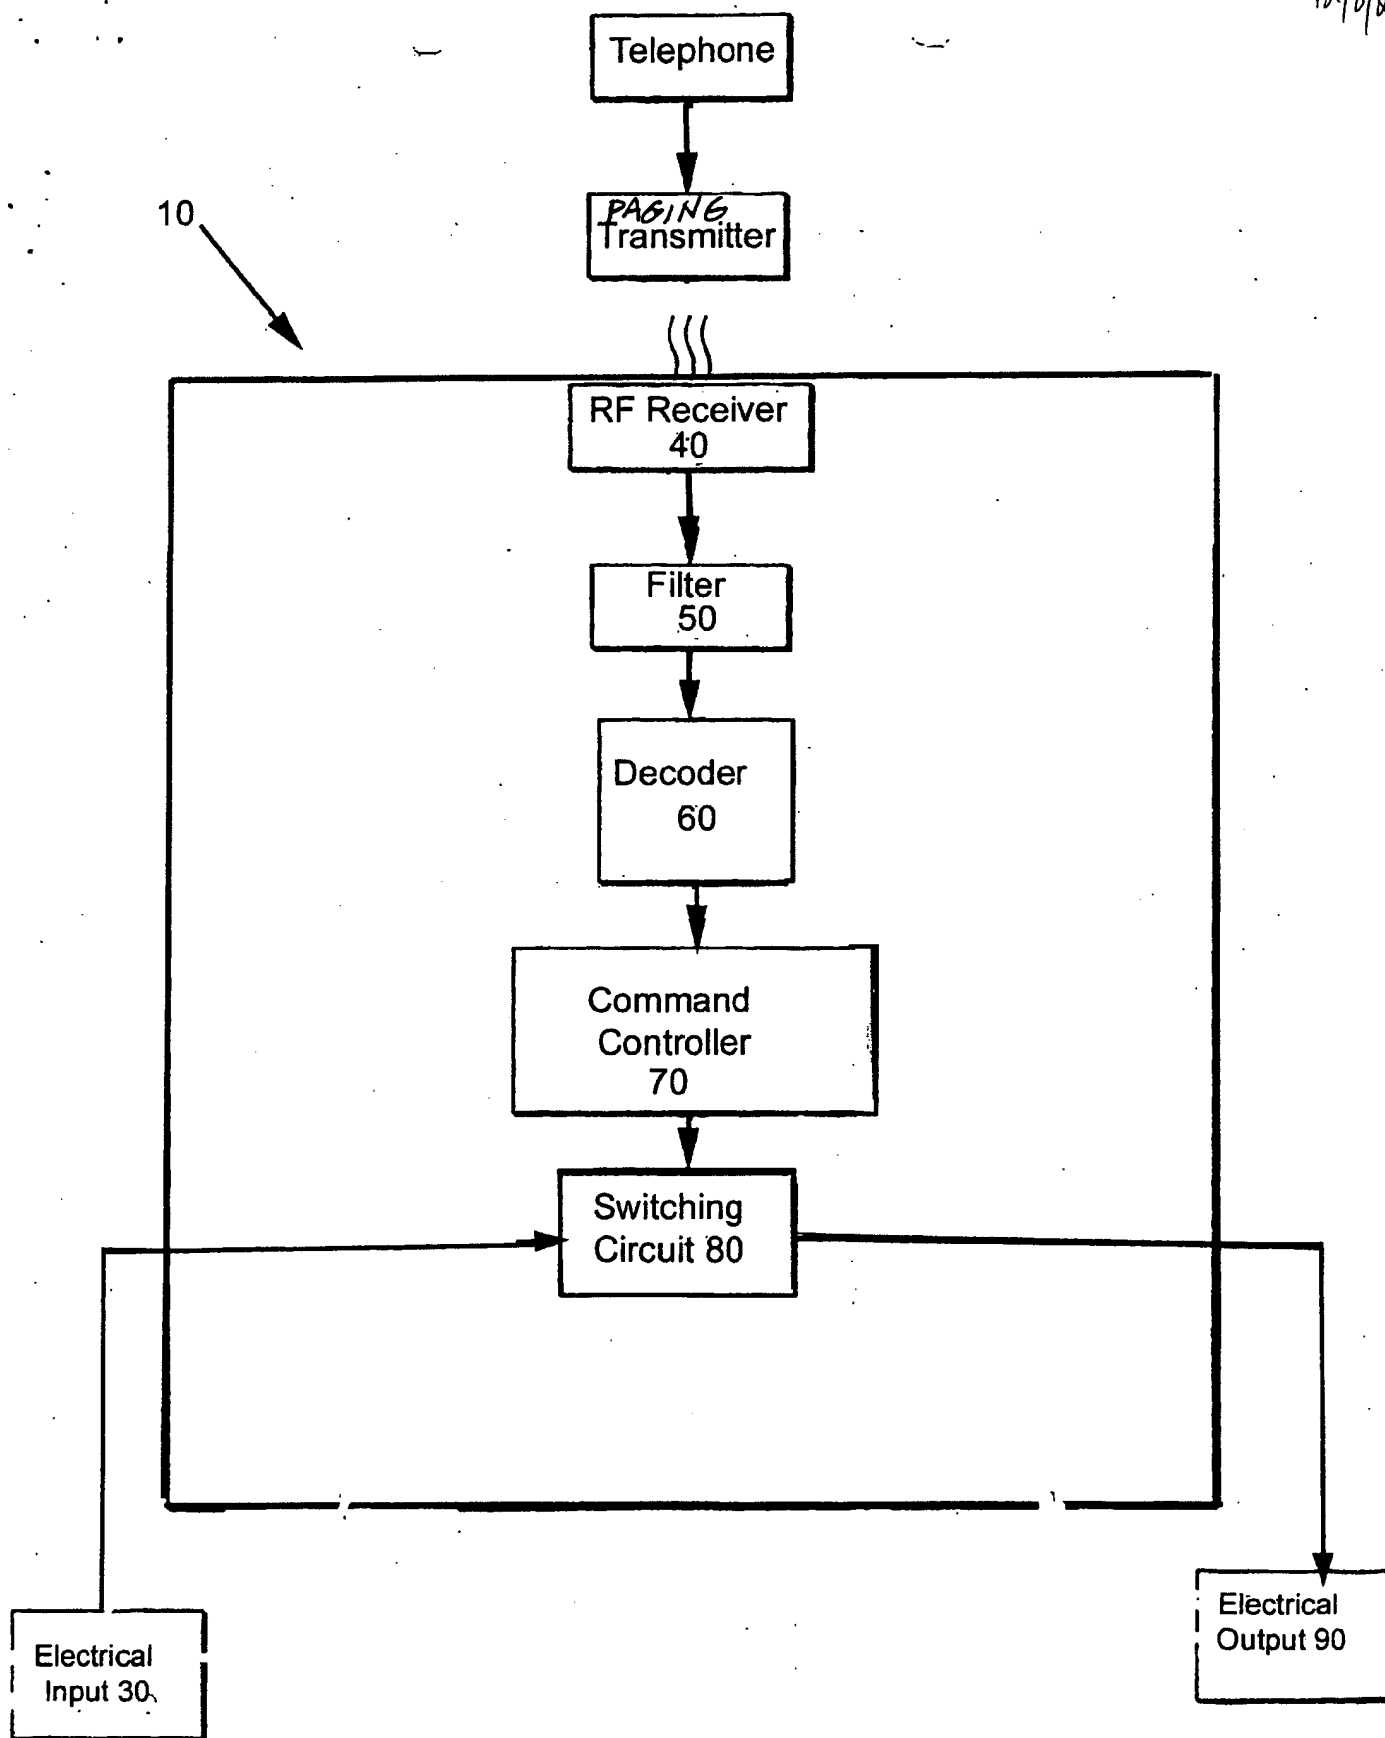 Telephone
PAGING
Transmitter
10
RF Receiver
40
Filter
50
Decoder
60
Command
Controller
70
Switching
Circuit 80
Electrical
Output 90
Electrical
Input 30